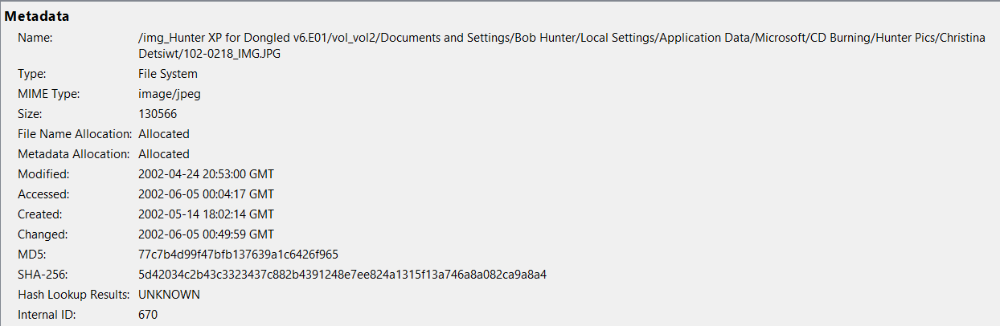 Metadata
Name: /img_Hunter XP for Dongled v6.E01/vol_vol2/Documents and Settings/Bob Hunter/Local Settings/Application Data/Microsoft/CD Burning/Hunter Pics/Christina
Detsiwt/102-0218_IMG.JPG
Type: File System
MIME Type: image/jpeg
Size: 130566
File Name Allocation: Allocated
Metadata Allocation: Allocated
Modified: 2002-04-24 20:53:00 GMT
Accessed: 2002-06-05 00:04:17 GMT
Created: 2002-05-14 18:02:14 GMT
Changed: 2002-06-05 00:49:59 GMT
MD5: 77c7b4d99f47bfb137639a1c6426f965
SHA-256: 5d42034c2b43c3323437c882b4391248e7ee824a1315f13a746a8a082ca9a8a4
Hash Lookup Results: UNKNOWN
Internal ID: 670